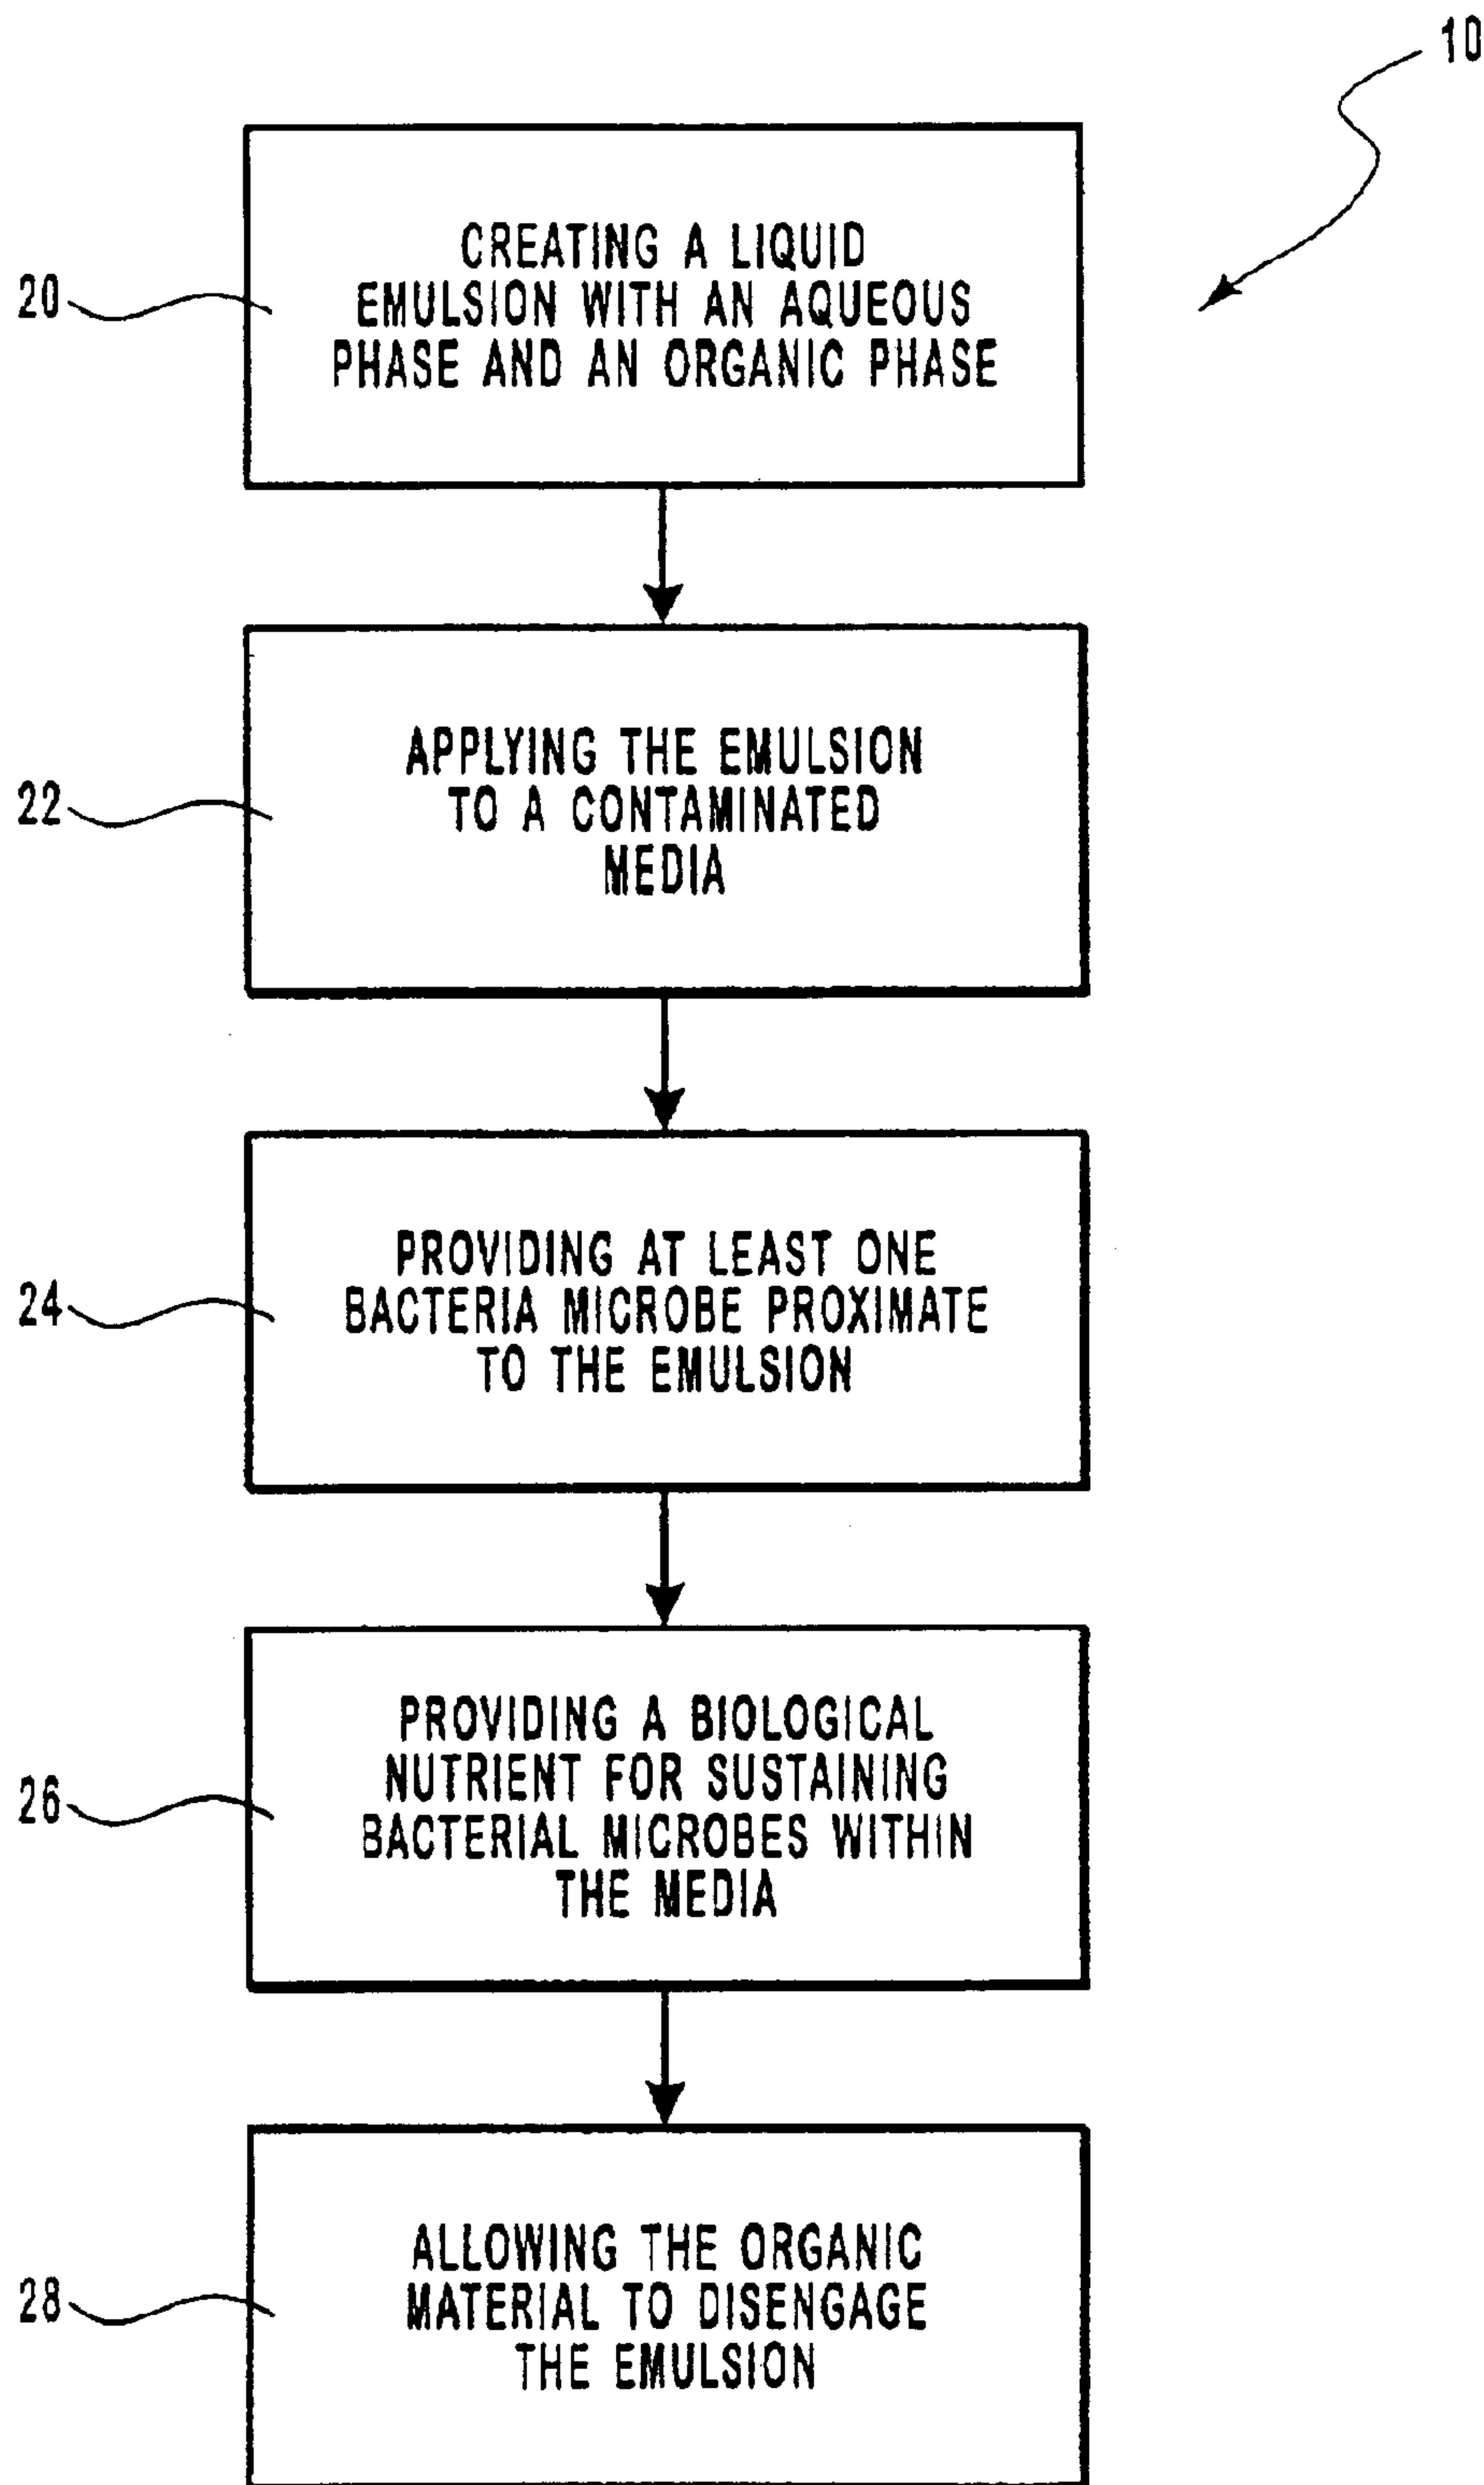 10
20
CREATING A LIQUID
EMULSION WITH AN AQUEOUS
PHASE AND AN ORGANIC PHASE
22
APPLYING THE EMULSION
TO A CONTAMINATED
MEDIA
24
PROVIDING AT LEAST ONE
BACTERIA MICROBE PROXIMATE
TO THE EMULSION
26
PROVIDING A BIOLOGICAL
NUTRIENT FOR SUSTAINING
BACTERIAL MICROBES WITHIN
THE MEDIA
28
ALLOWING THE ORGANIC
MATERIAL TO DISENGAGE
THE EMULSION